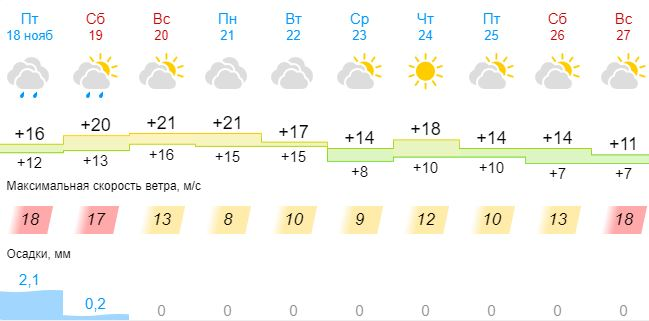 Пт Сб Вс Пн Вт Ср Чт Пт Сб Вс
18 нояб 19 20 21 22 23 24 25 26 27
+16 +20 +21 +21 +17 +14 +18 +14 +14 +11
+12 +13 +16 +15 +15 +8 +10 +10 +7 +7
Максимальная скорость ветра, м/с
18 17 13 8 10 9 12 10 13 18
Осадки, мм
2,1 0,2 0 0 0 0 0 0 0 0